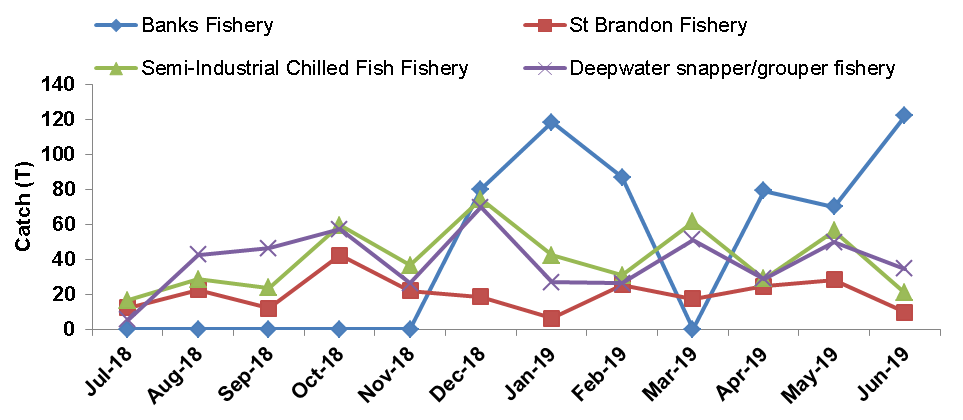 Banks Fishery
St Brandon Fishery
Semi-Industrial Chilled Fish Fishery
Deepwater snapper/grouper fishery
Catch (T)
140
120
100
80
60
40
20
0
Jul-18
Aug-18
Sep-18
Oct-18
Nov-18
Dec-18
Jan-19
Feb-19
Mar-19
Apr-19
May-19
Jun-19